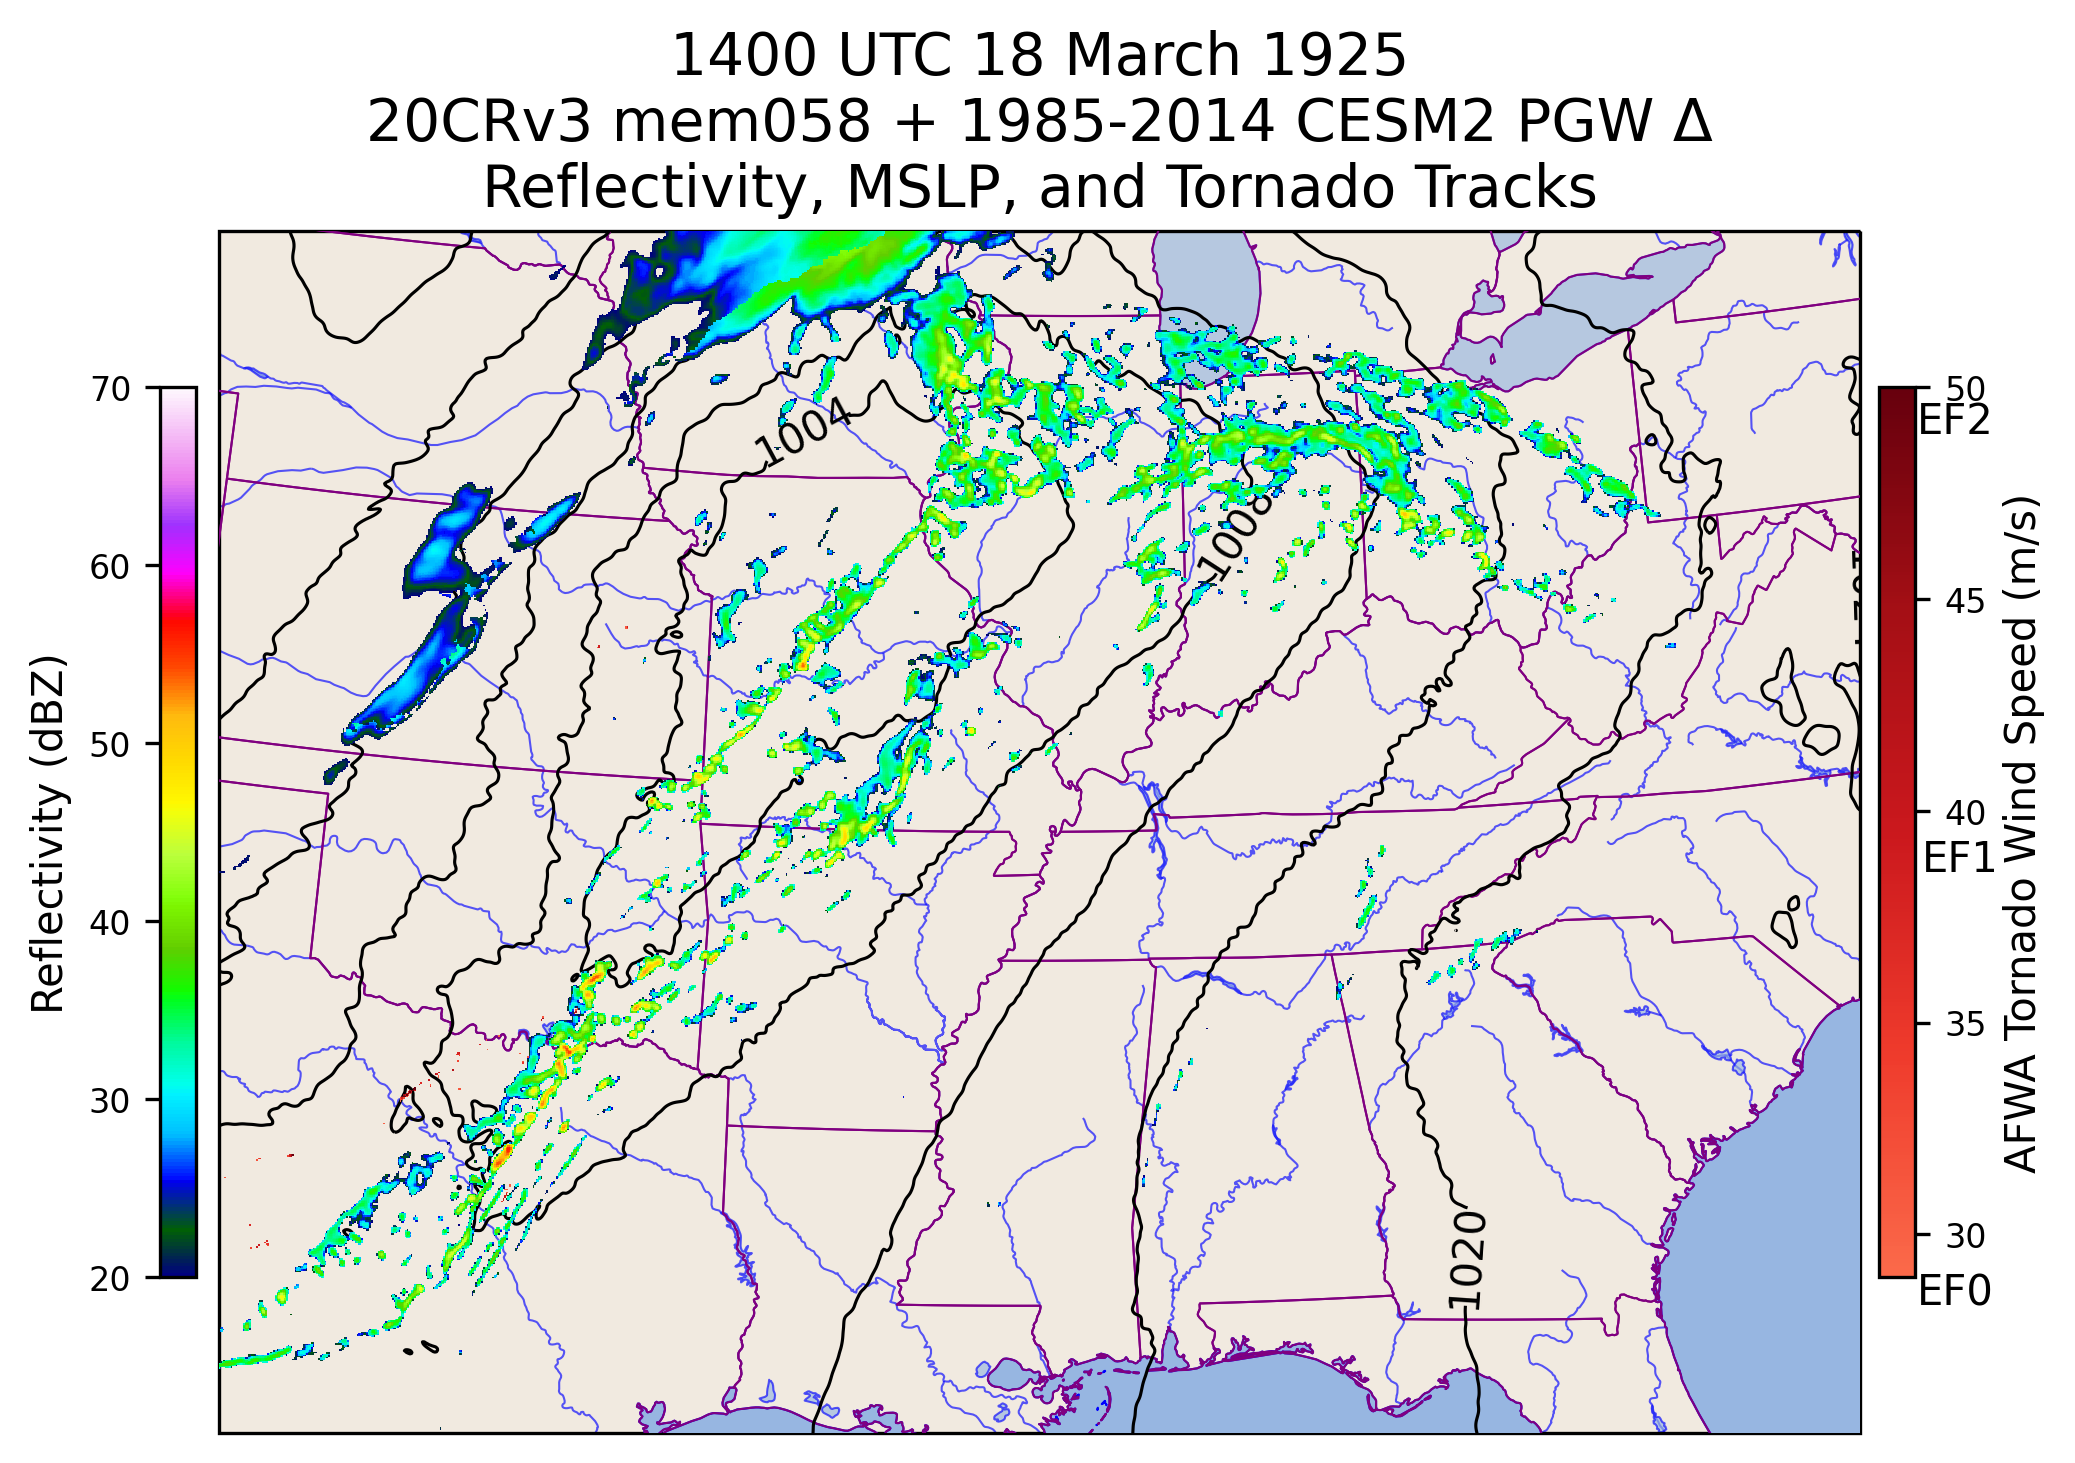 1400 UTC 18 March 1925
20CRv3 mem058 + 1985-2014 CESM2 PGW Δ
Reflectivity, MSLP, and Tornado Tracks
1004
1008
1020
70
60
50
40
30
20
Reflectivity (dBZ)
50
EF2
45
40
EF1
35
30
EF0
AFWA Tornado Wind Speed (m/s)